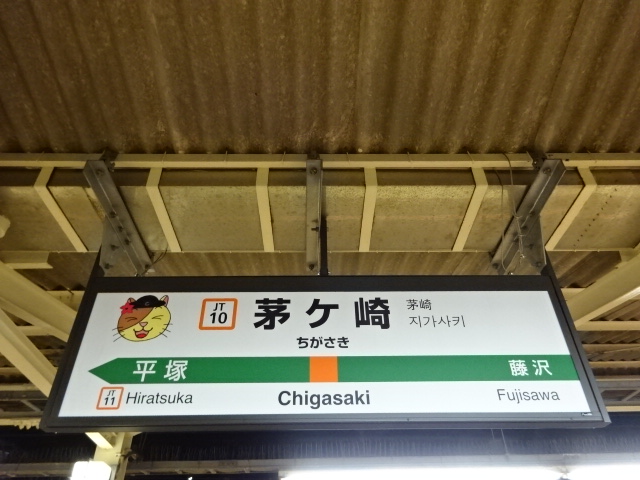 JT
10
茅ケ崎
茅崎
지가사키
ちがさき
平塚
藤沢
JT
11
Hiratsuka
Chigasaki
Fujisawa